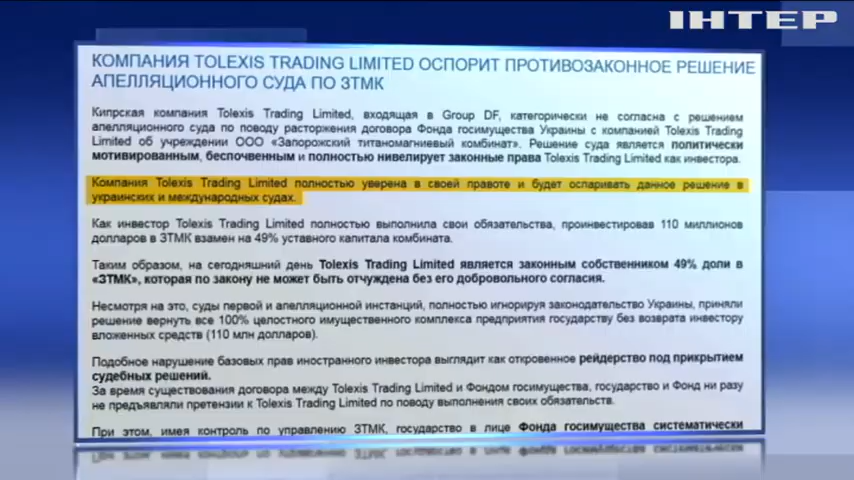 ІНТЕР
КОМПАНИЯ TOLEXIS TRADING LIMITED ОСПОРИТ ПРОТИВОЗАКОННОЕ РЕШЕНИЕ
АПЕЛЛЯЦИОННОГО СУДА ПО ЗТМК
Кипрская компания Tolexis Trading Limited, входящая в Group DF, категорически не согласна с решением
апелляционного суда по поводу расторжения договора Фонда госимущества Украины с компанией Tolexis Trading
Limited об учреждении ООО «Запорожский титаномагниевый комбинат». Решение суда является политически
мотивированным, беспочвенным и полностью нивелирует законные права Tolexis Trading Limited как инвестора.
Компания Tolexis Trading Limited полностью уверена в своей правоте и будет оспаривать данное решение в
украинских и международных судах.
Как инвестор Tolexis Trading Limited полностью выполнила свои обязательства, проинвестировав 110 миллионов
долларов в ЗТМК взамен на 49% уставного капитала комбината.
Таким образом, на сегодняшний день Tolexis Trading Limited является законным собственником 49% доли в
«ЗТМК», которая по закону не может быть отчуждена без его добровольного согласия.
Несмотря на это, суды первой и апелляционной инстанций, полностью игнорируя законодательство Украины, приняли
решение вернуть все 100% целостного имущественного комплекса предприятия государству без возврата инвестору
вложенных средств (110 млн долларов).
Подобное нарушение базовых прав иностранного инвестора выглядит как откровенное рейдерство под прикрытием
судебных решений.
За время существования договора между Tolexis Trading Limited и Фондом госимущества, государство и Фонд ни разу
не предъявляли претензии к Tolexis Trading Limited по поводу выполнения своих обязательств.
При этом, имея контроль по управлению ЗТМК, государство в лице Фонда госимущества систематически